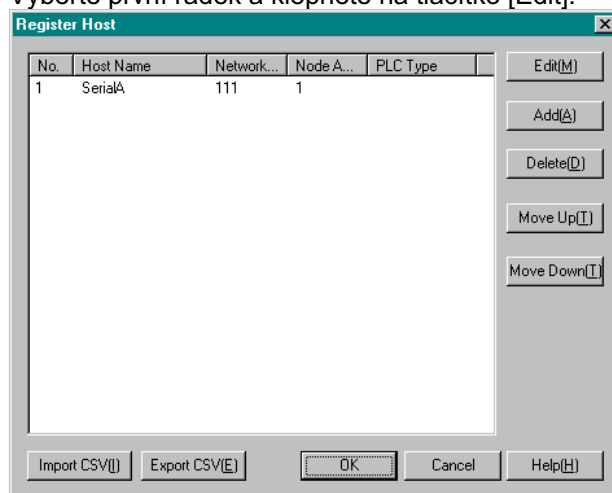 Vyberte první řádek a klepněte na tlačítko [Edit].
Register Host
No. Host Name Network... Node A... PLC Type
1 SerialA 111 1
Edit(M)
Add(A)
Delete(D)
Move Up(T)
Move Down(T)
Import CSV(I) Export CSV(E) OK Cancel Help(H)